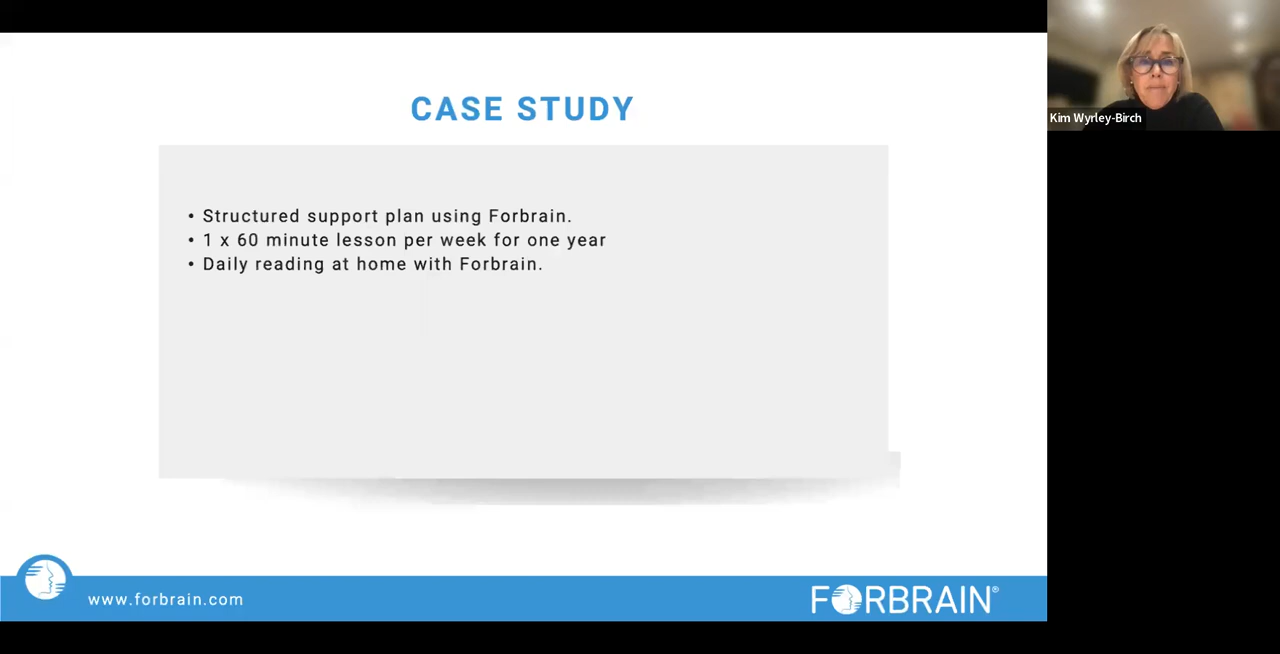 CASE STUDY
• Structured support plan using Forbrain.
• 1 x 60 minute lesson per week for one year
• Daily reading at home with Forbrain.
Kim Wyrley-Birch
www.forbrain.com
FORBRAIN®